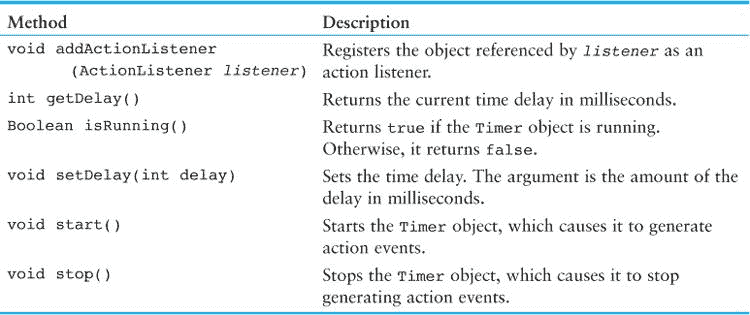 Method Description
void addActionListener Registers the object referenced by listener as an
(ActionListener listener) action listener.
int getDelay() Returns the current time delay in milliseconds.
Boolean isRunning() Returns true if the Timer object is running.
Otherwise, it returns false.
void setDelay(int delay) Sets the time delay. The argument is the amount of the
delay in milliseconds.
void start() Starts the Timer object, which causes it to generate
action events.
void stop() Stops the Timer object, which causes it to stop
generating action events.